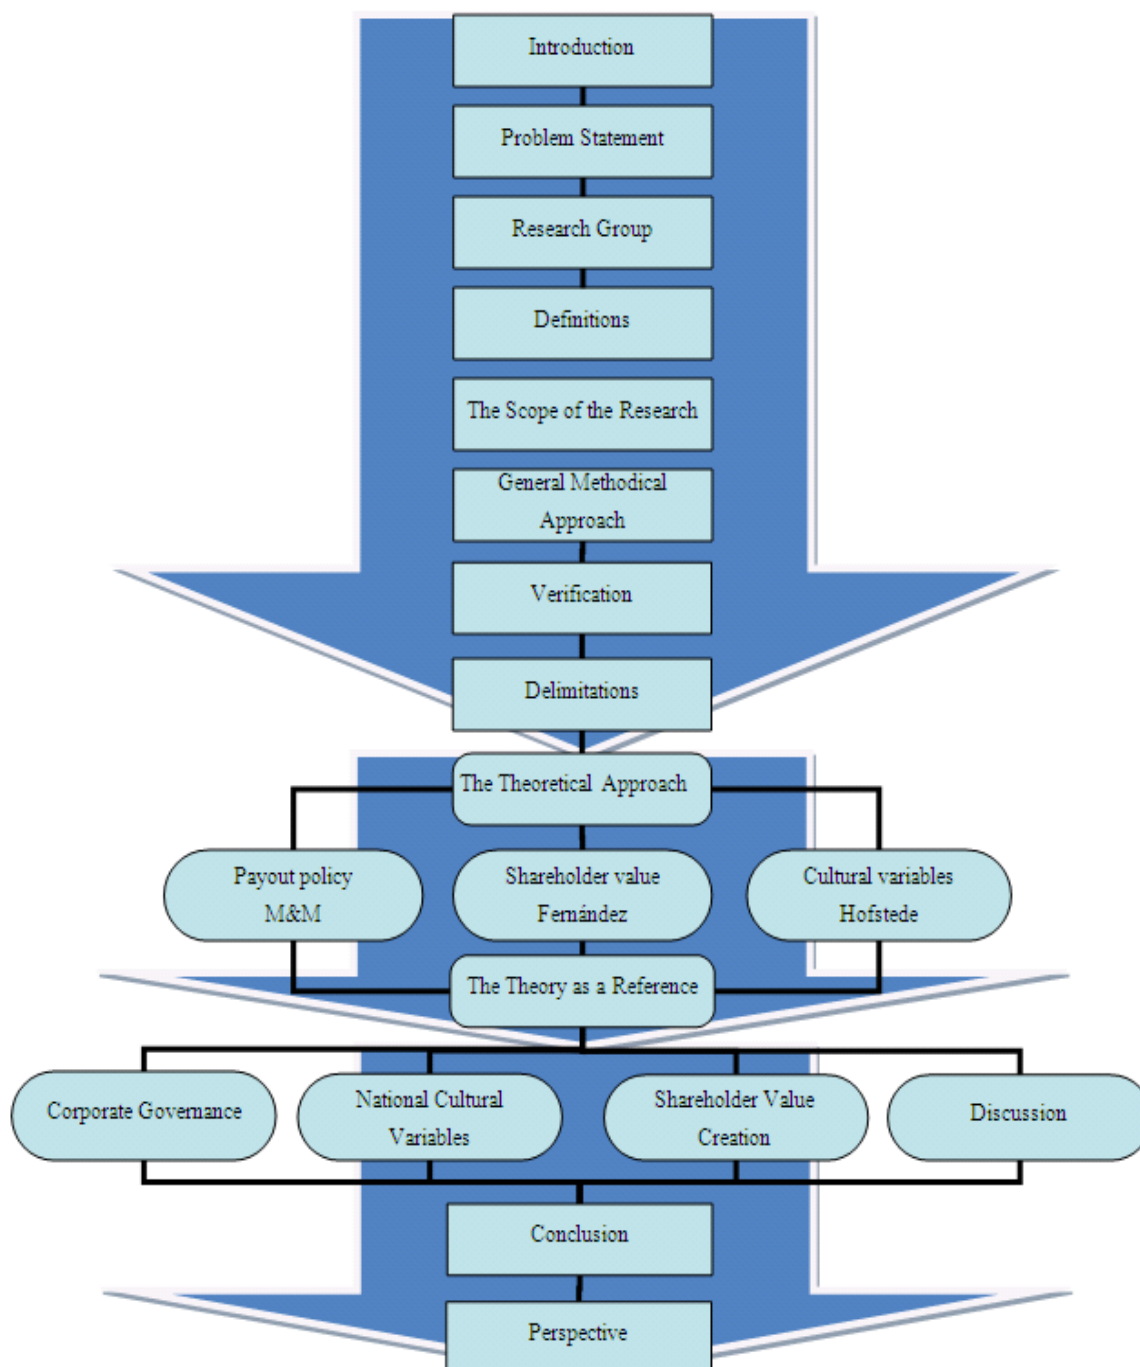 Introduction
Problem Statement
Research Group
Definitions
The Scope of the Research
General Methodical
Approach
Verification
Delimitations
The Theoretical Approach
Payout policy
M&M
Shareholder value
Fernández
Cultural variables
Hofstede
The Theory as a Reference
Corporate Governance
National Cultural
Variables
Shareholder Value
Creation
Discussion
Conclusion
Perspective